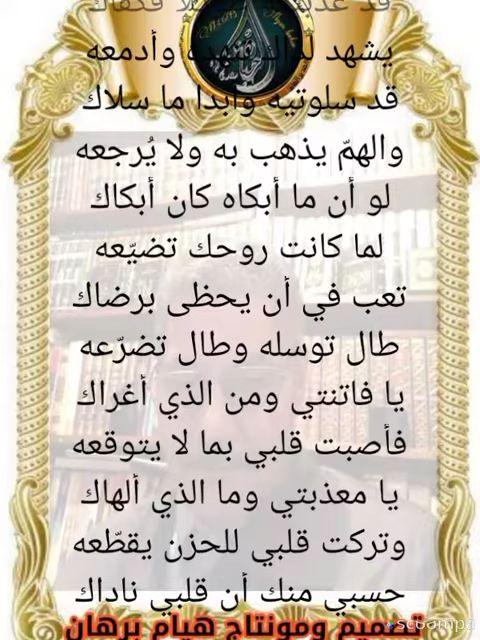 قد
يشهد وأدمعه
قد سلوتيه وأبداً ما سلاك
والهمّ يذهب به ولا يُرجعه
لو أن ما أبكاه كان أبكاك
لما كانت روحك تضيّعه
تعب في أن يحظى برضاك
طال توسله وطال تضرّعه
يا فاتنتي ومن الذي أغراك
فأصبت قلبي بما لا يتوقعه
يا معذبتي وما الذي ألهاك
وتركت قلبي للحزن يقطّعه
حسبي منك أن قلبي ناداك
تصميم ومونتاج هيام برهان
scoompa